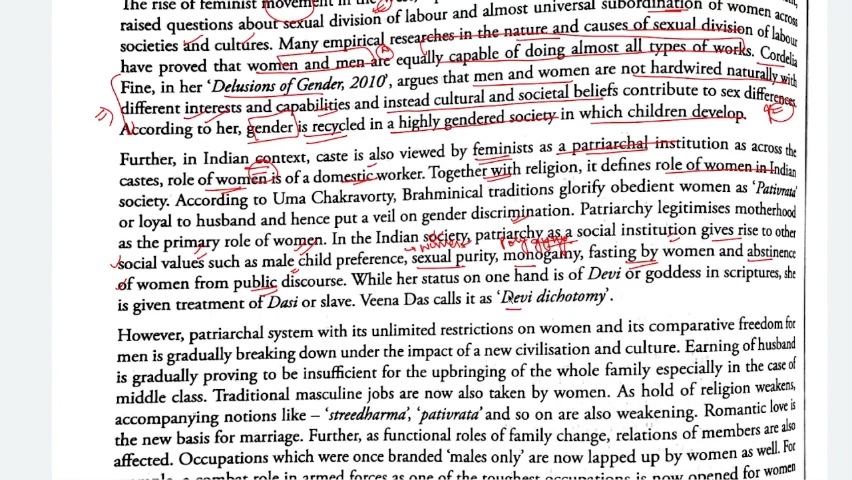 The rise of feminist movement in the
raised questions about sexual division of labour and almost universal subordination of women across
societies and cultures. Many empirical researches in the nature and causes of sexual division of labour
have proved that women and men are equally capable of doing almost all types of work. Cordelia
Fine, in her 'Delusions of Gender, 2010', argues that men and women are not hardwired naturally with
different interests and capabilities and instead cultural and societal beliefs contribute to sex differences.
According to her, gender is recycled in a highly gendered society in which children develop.
Further, in Indian context, caste is also viewed by feminists as a patriarchal institution as across the
castes, role of women is of a domestic worker. Together with religion, it defines role of women in Indian
society. According to Uma Chakravorty, Brahminical traditions glorify obedient women as 'Pativrata'
or loyal to husband and hence put a veil on gender discrimination. Patriarchy legitimises motherhood
as the primary role of women. In the Indian society, patriarchy as a social institution gives rise to other
social values such as male child preference, sexual purity, monogamy, fasting by women and abstinence
of women from public discourse. While her status on one hand is of Devi or goddess in scriptures, she
is given treatment of Dasi or slave. Veena Das calls it as 'Devi dichotomy'.
However, patriarchal system with its unlimited restrictions on women and its comparative freedom for
men is gradually breaking down under the impact of a new civilisation and culture. Earning of husband
is gradually proving to be insufficient for the upbringing of the whole family especially in the case of
middle class. Traditional masculine jobs are now also taken by women. As hold of religion weakens,
accompanying notions like – 'streedharma', 'pativrata' and so on are also weakening. Romantic love is
the new basis for marriage. Further, as functional roles of family change, relations of members are also
affected. Occupations which were once branded 'males only' are now lapped up by women as well. For
a combat role in armed forces as one of the toughest occupations is now opened for women